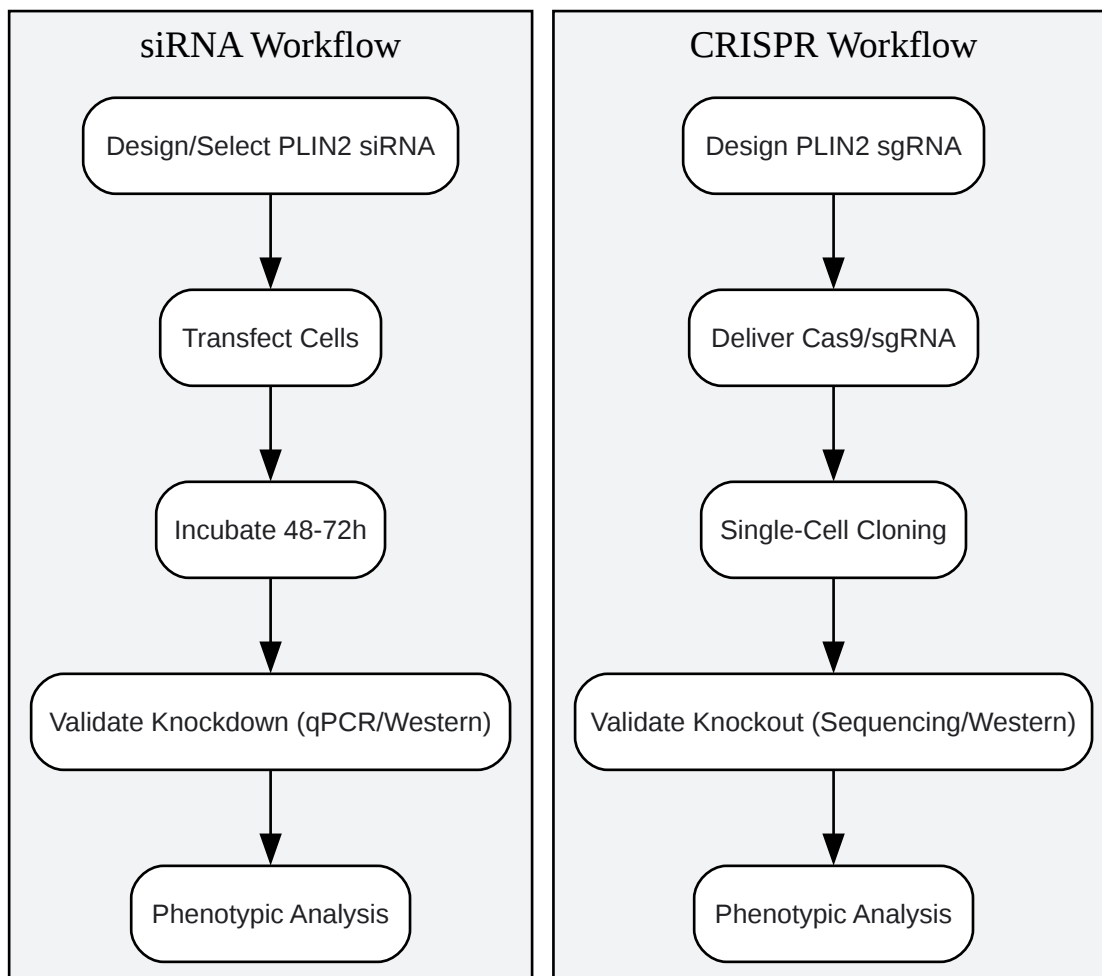 siRNA Workflow
Design/Select PLIN2 siRNA
Transfect Cells
Incubate 48-72h
Validate Knockdown (qPCR/Western)
Phenotypic Analysis
CRISPR Workflow
Design PLIN2 sgRNA
Deliver Cas9/sgRNA
Single-Cell Cloning
Validate Knockout (Sequencing/Western)
Phenotypic Analysis